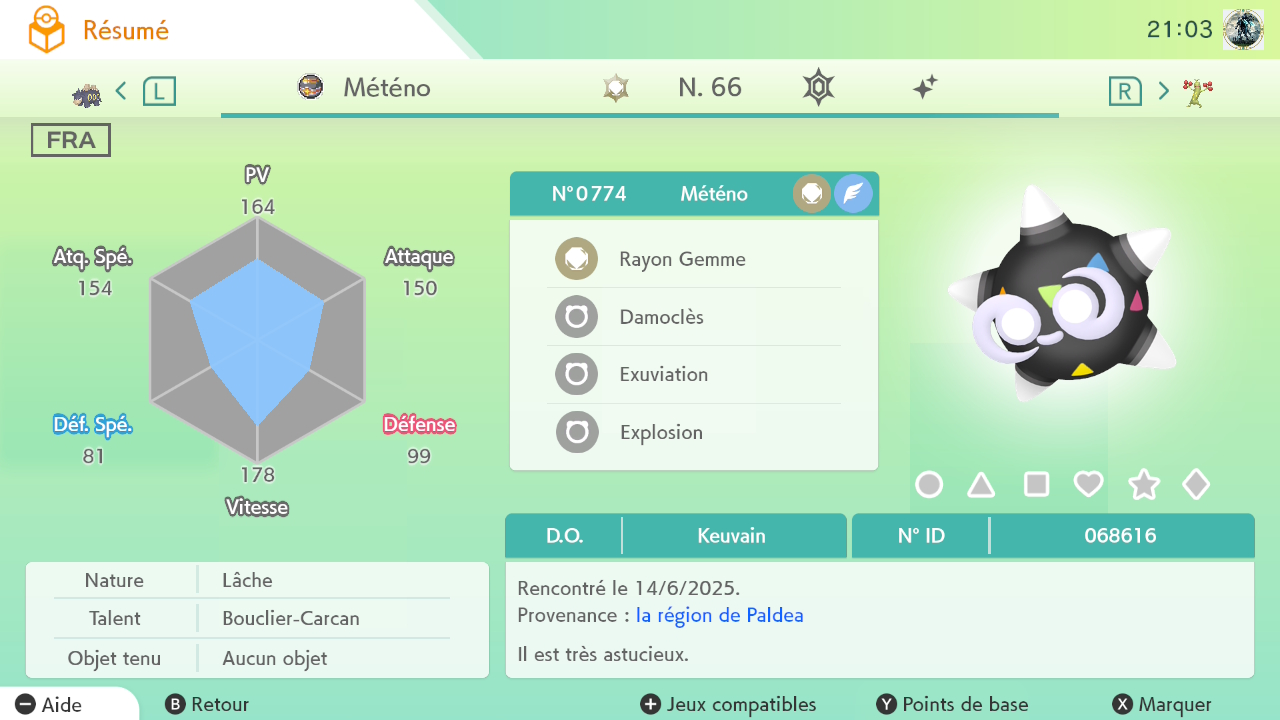 Résumé
21:03
L
Météno
N. 66
R
FRA
PV
164
Atq. Spé.
154
Attaque
150
Déf. Spé.
81
Défense
99
178
Vitesse
N°0774 Météno
Rayon Gemme
Damoclès
Exuviation
Explosion
D.O. Keuvain
N° ID 068616
Nature Lâche
Talent Bouclier-Carcan
Objet tenu Aucun objet
Rencontré le 14/6/2025.
Provenance : la région de Paldea
Il est très astucieux.
Aide
B Retour
Jeux compatibles
Y Points de base
X Marquer